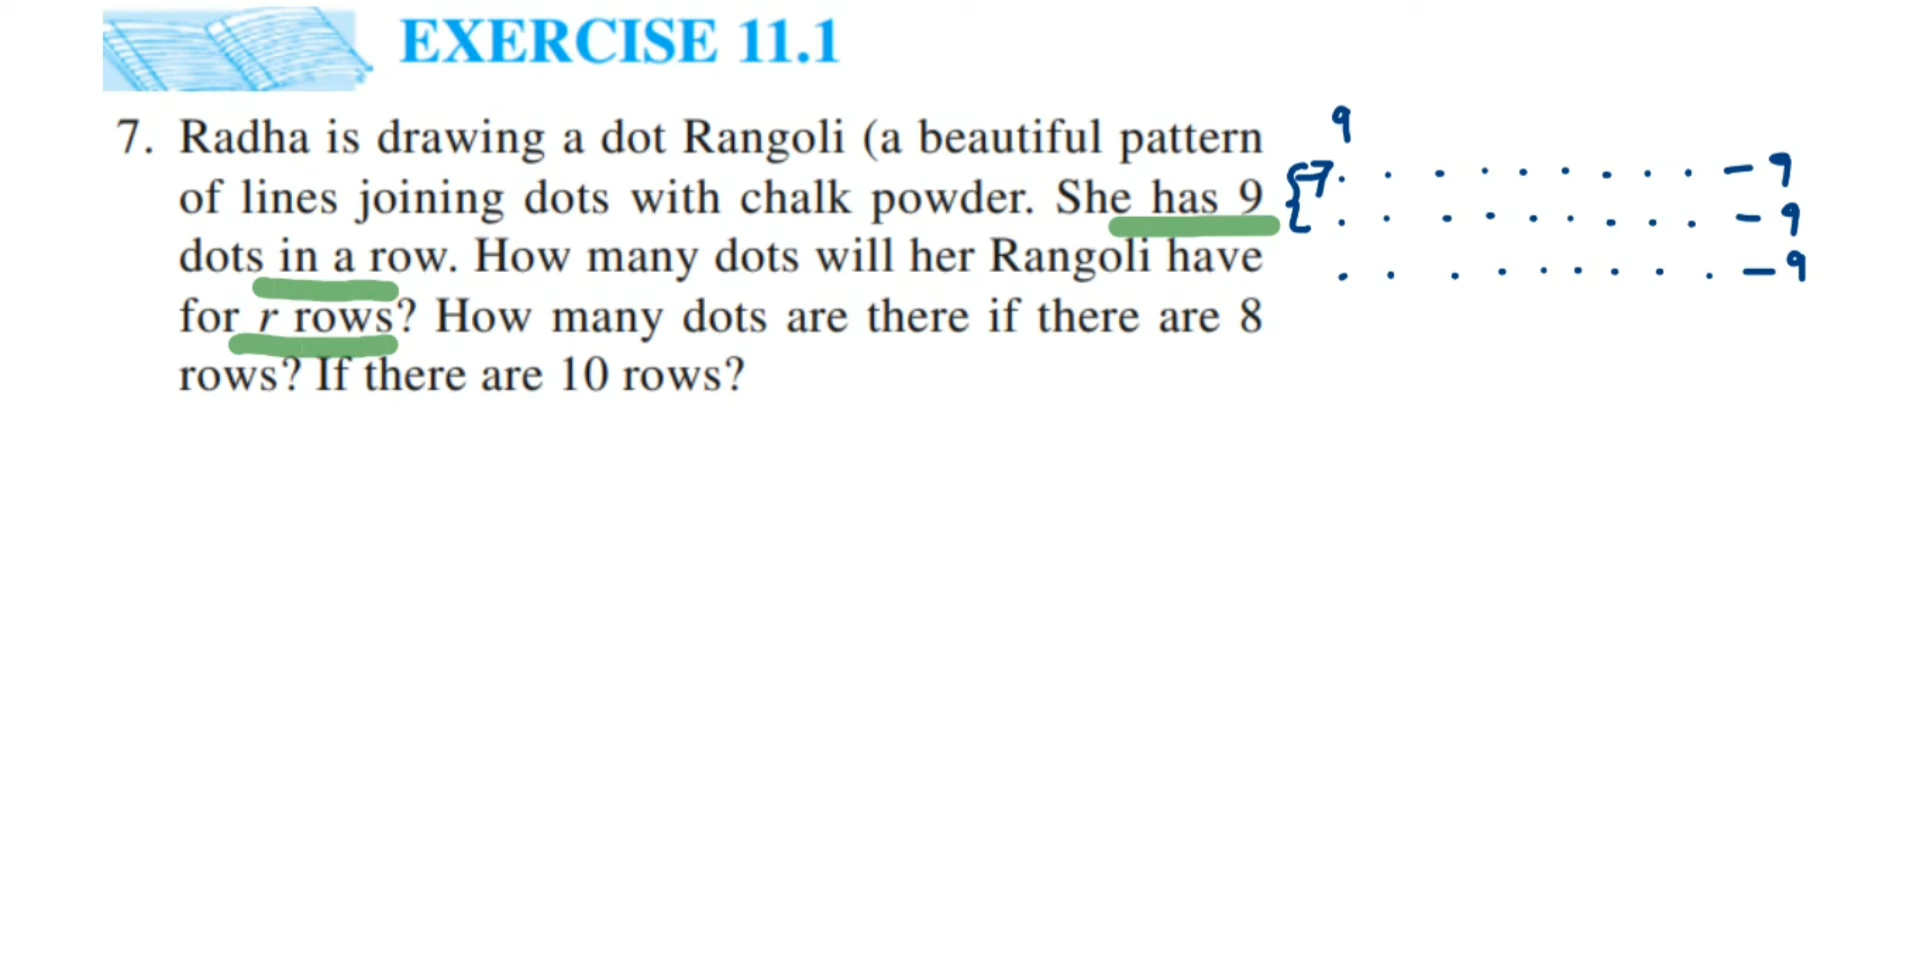 EXERCISE 11.1
7. Radha is drawing a dot Rangoli (a beautiful pattern
of lines joining dots with chalk powder. She has 9
dots in a row. How many dots will her Rangoli have
for r rows? How many dots are there if there are 8
rows? If there are 10 rows?
9
- 9
- 9
- 9